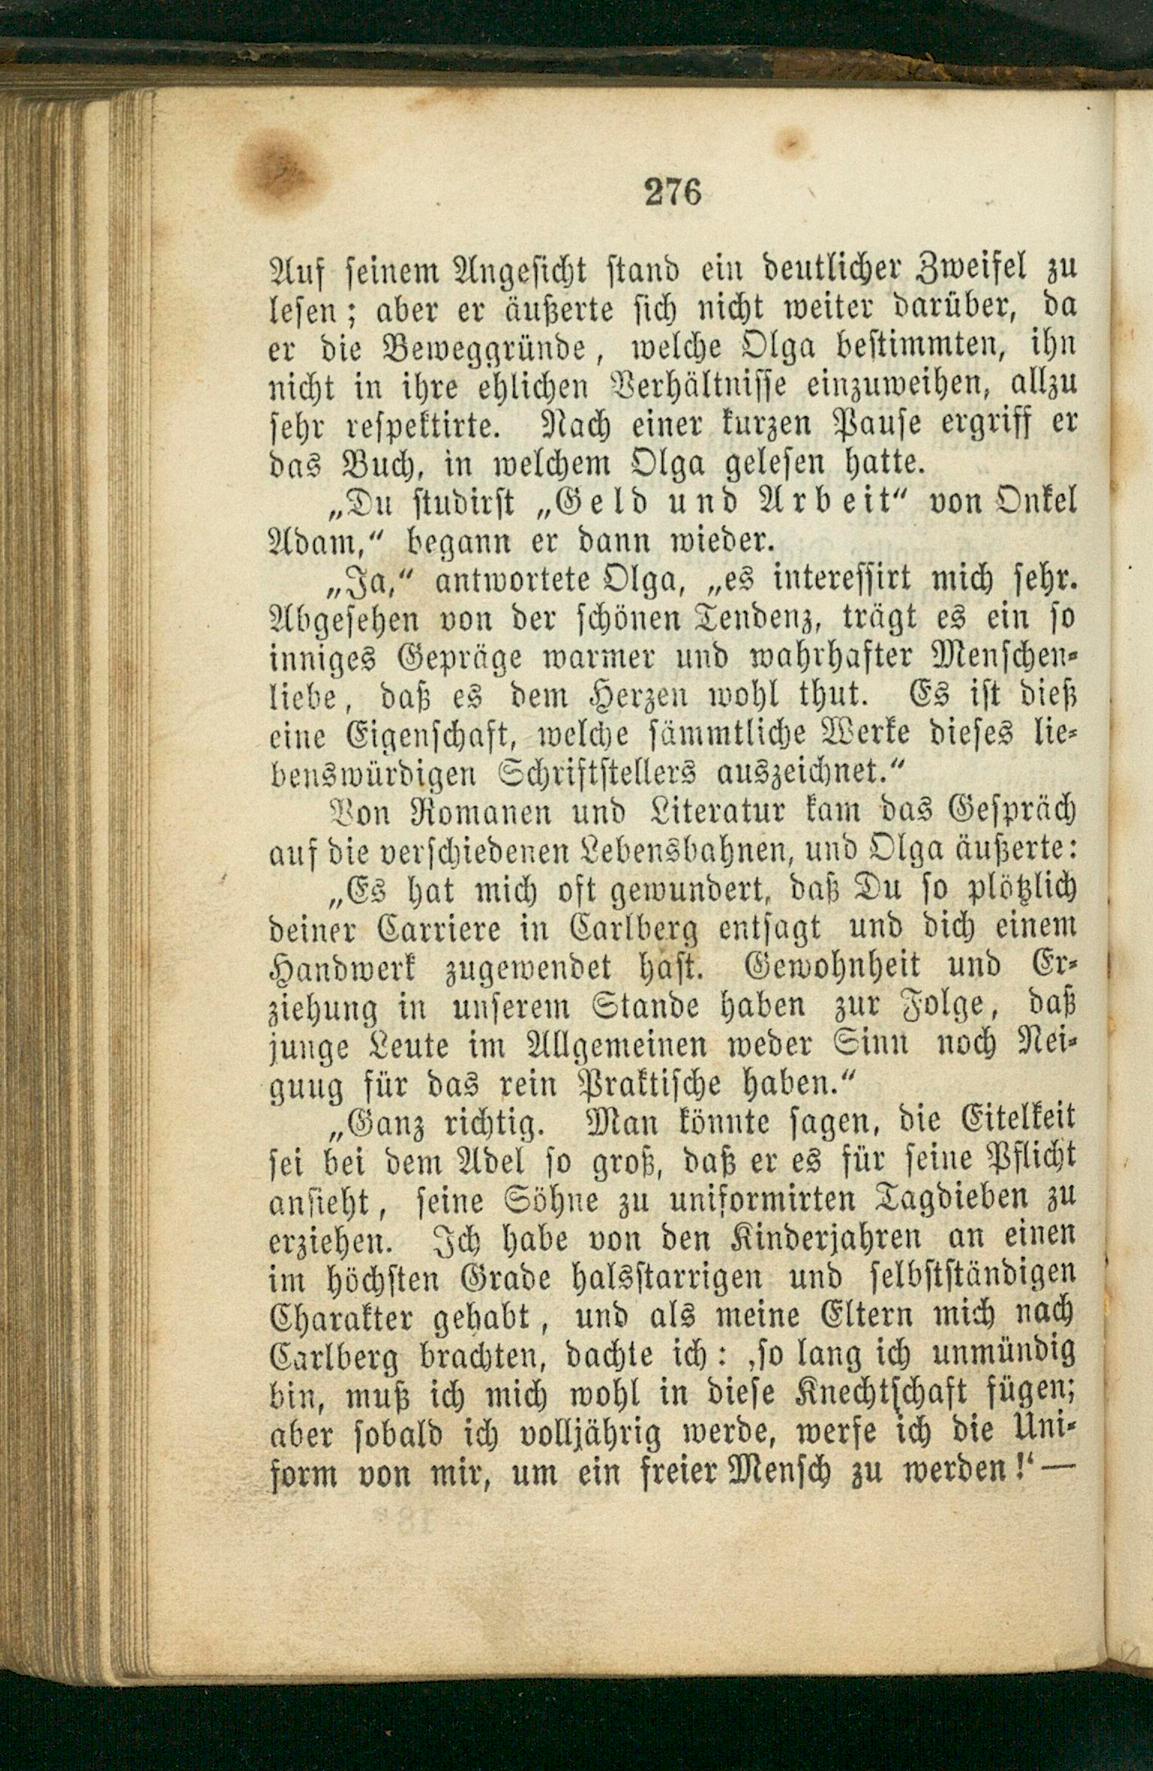 276
Auf seinem Angesicht stand ein deutlicher Zweifel zu
lesen; aber er äußerte sich nicht weiter darüber, da
er die Beweggründe, welche Olga bestimmten, ihn
nicht in ihre ehlichen Verhältnisse einzuweihen, allzu
sehr respektirte. Nach einer kurzen Pause ergriff er
das Buch, in welchem Olga gelesen hatte.
„Du studirst „Geld und Arbeit“ von Onkel
Adam,“ begann er dann wieder.
„Ja,“ antwortete Olga, „es interessirt mich sehr.
Abgesehen von der schönen Tendenz, trägt es ein so
inniges Gepräge warmer und wahrhafter Menschen-
liebe, daß es dem Herzen wohl thut. Es ist dieß
eine Eigenschaft, welche sämmtliche Werke dieses lie-
benswürdigen Schriftstellers auszeichnet.“
Von Romanen und Literatur kam das Gespräch
auf die verschiedenen Lebensbahnen, und Olga äußerte:
„Es hat mich oft gewundert, daß Du so plötzlich
deiner Carriere in Carlberg entsagt und dich einem
Handwerk zugewendet hast. Gewohnheit und Er-
ziehung in unserem Stande haben zur Folge, daß
junge Leute im Allgemeinen weder Sinn noch Nei-
gung für das rein Praktische haben.“
„Ganz richtig. Man könnte sagen, die Eitelkeit
sei bei dem Adel so groß, daß er es für seine Pflicht
ansieht, seine Söhne zu uniformirten Tagdieben zu
erziehen. Ich habe von den Kinderjahren an einen
im höchsten Grade halsstarrigen und selbstständigen
Charakter gehabt, und als meine Eltern mich nach
Carlberg brachten, dachte ich: ‚so lang ich unmündig
bin, muß ich mich wohl in diese Knechtschaft fügen;
aber sobald ich volljährig werde, werfe ich die Uni-
form von mir, um ein freier Mensch zu werden!‘ —